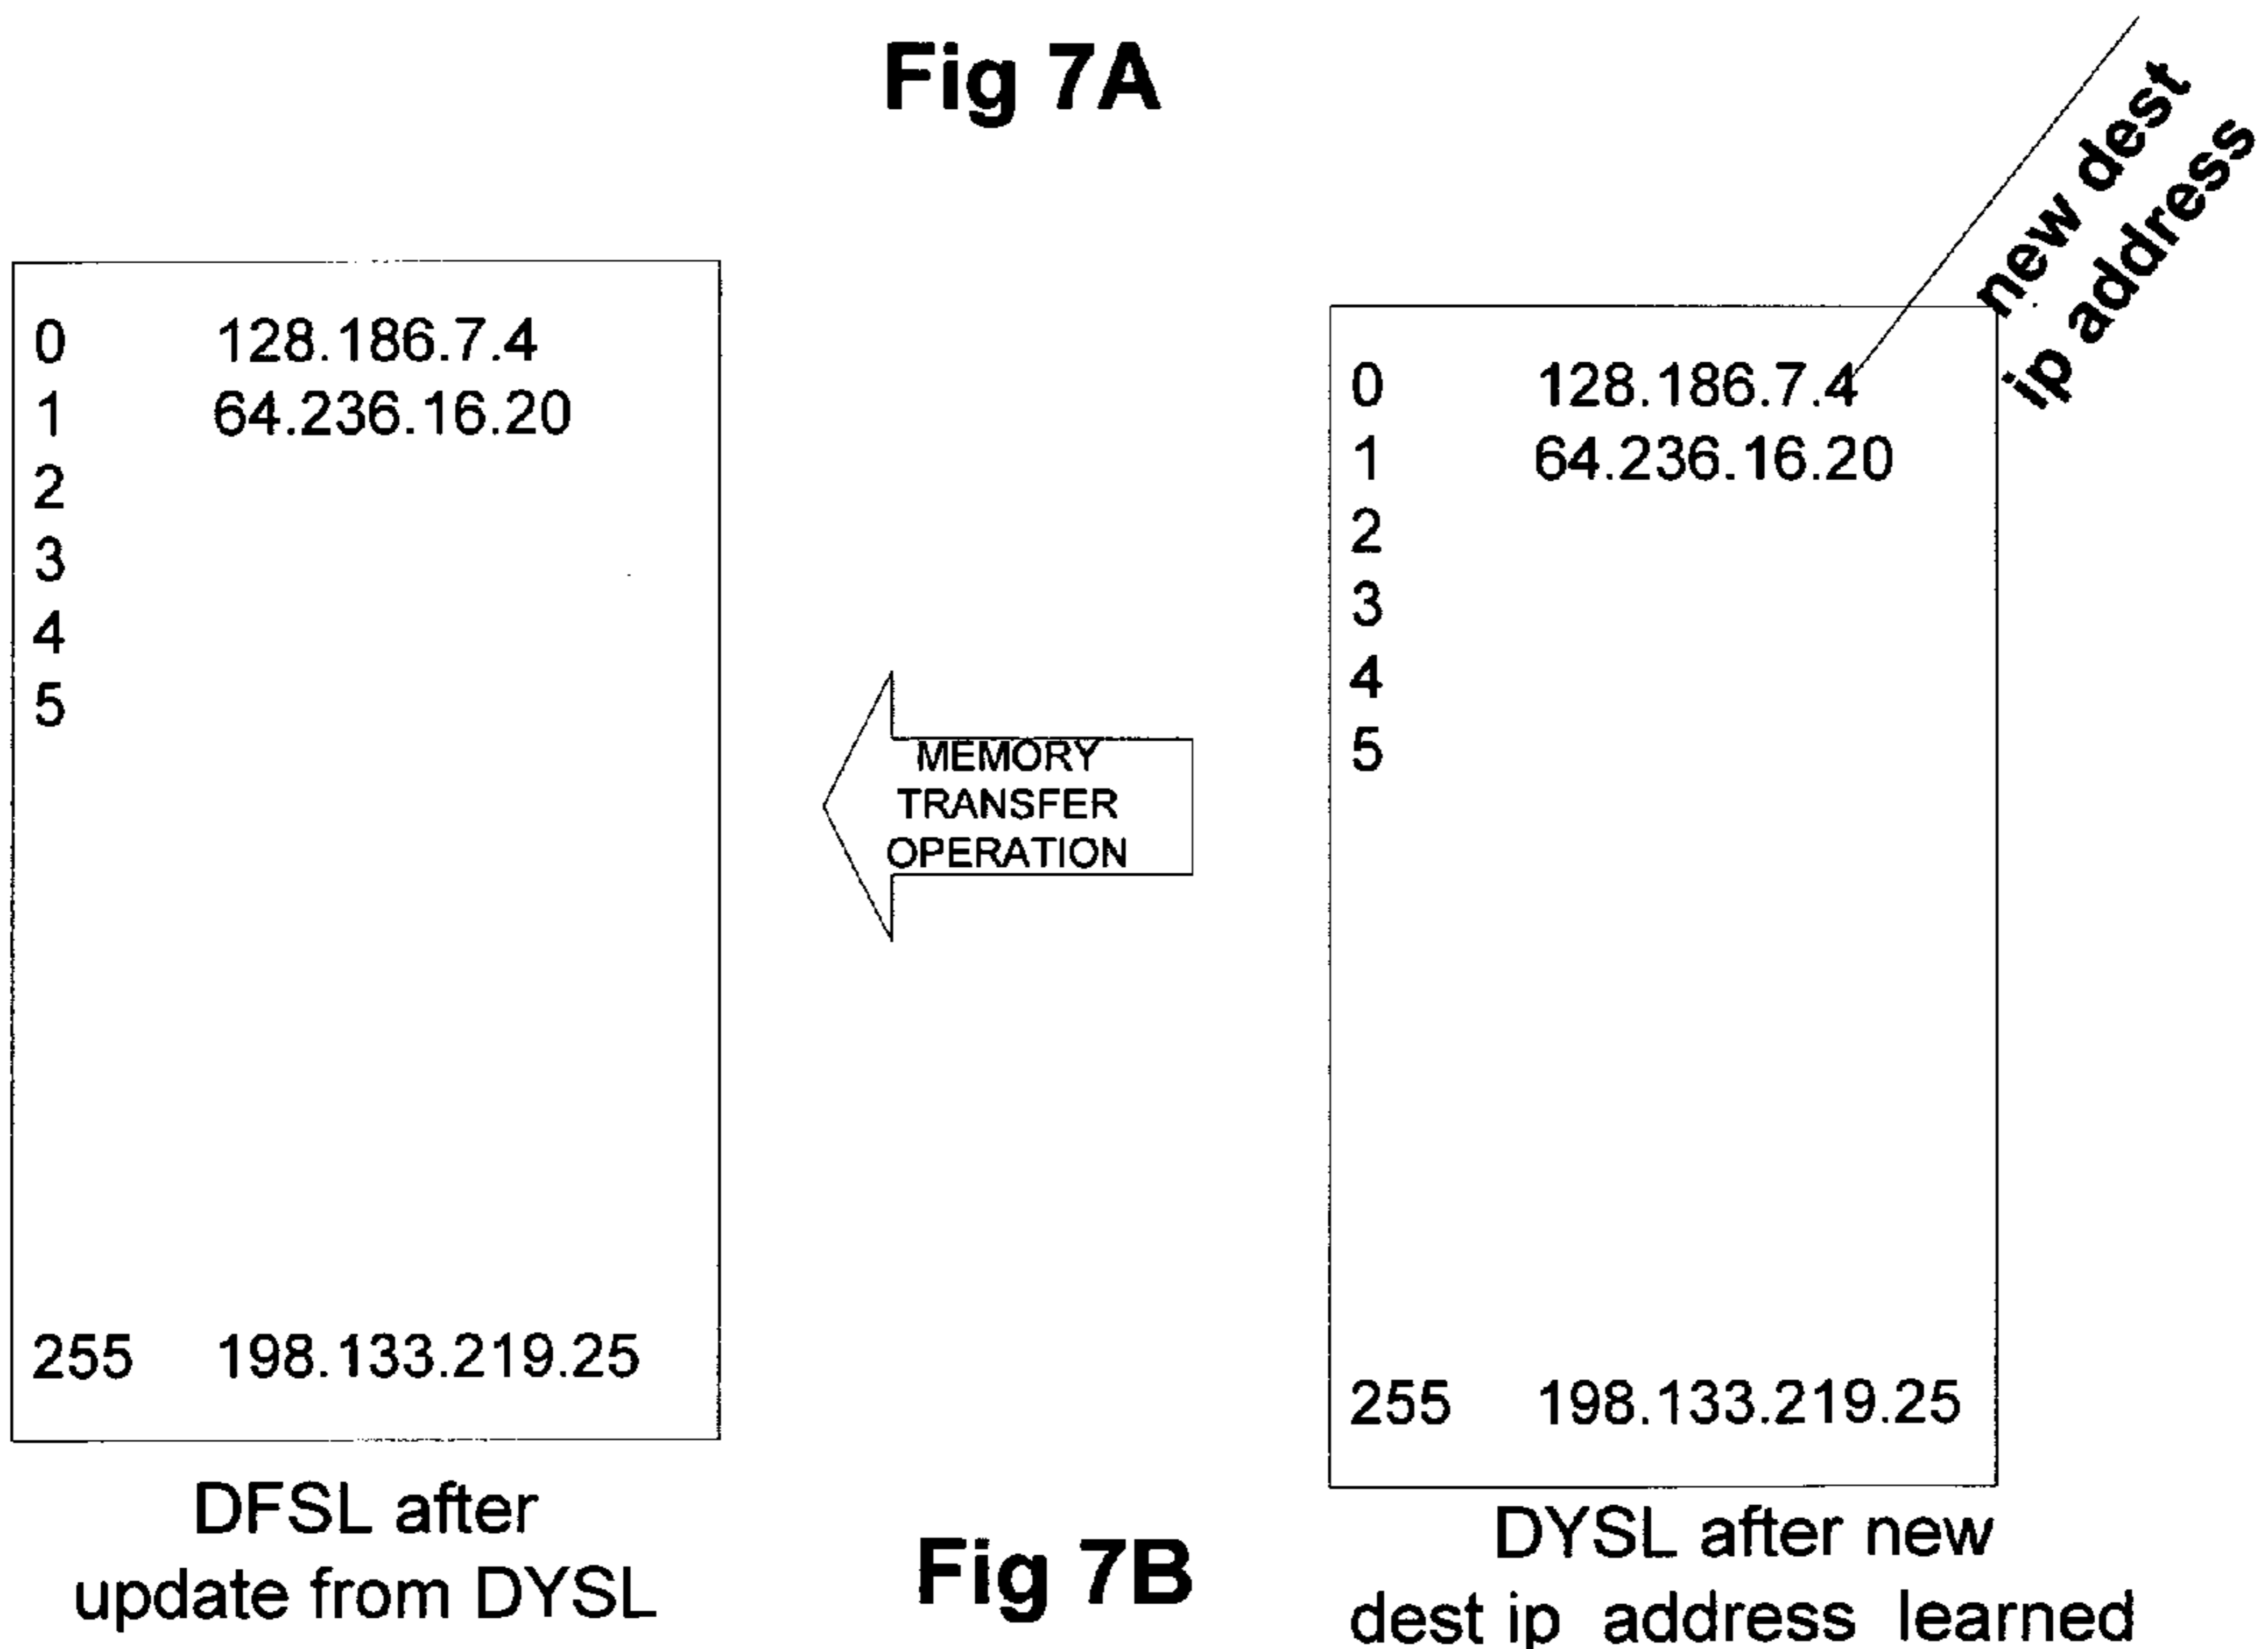 Fig 7A
new dest
ip address
0 128.186.7.4
1 64.236.16.20
2
3
4
5
255 198.133.219.25
DFSL after
update from DYSL
MEMORY
TRANSFER
OPERATION
0 128.186.7.4
1 64.236.16.20
2
3
4
5
255 198.133.219.25
DYSL after new
dest ip address learned
Fig 7B